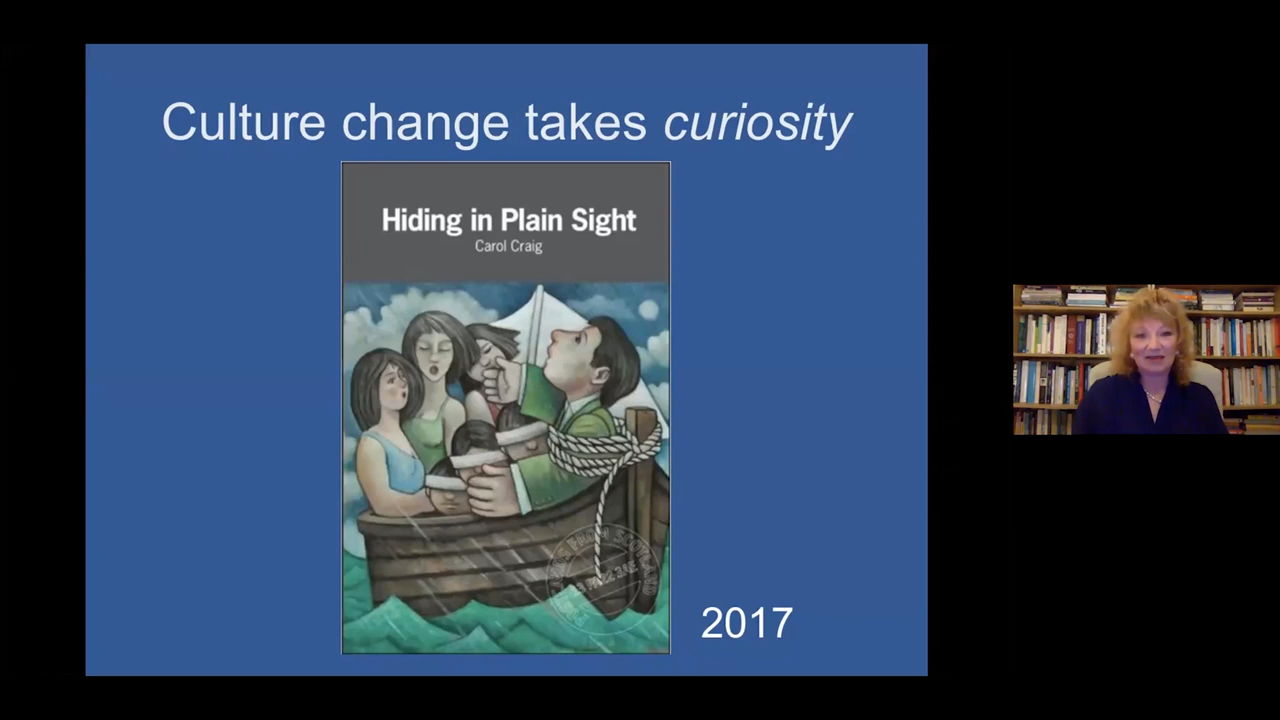 Culture change takes curiosity
Hiding in Plain Sight
Carol Craig
2017